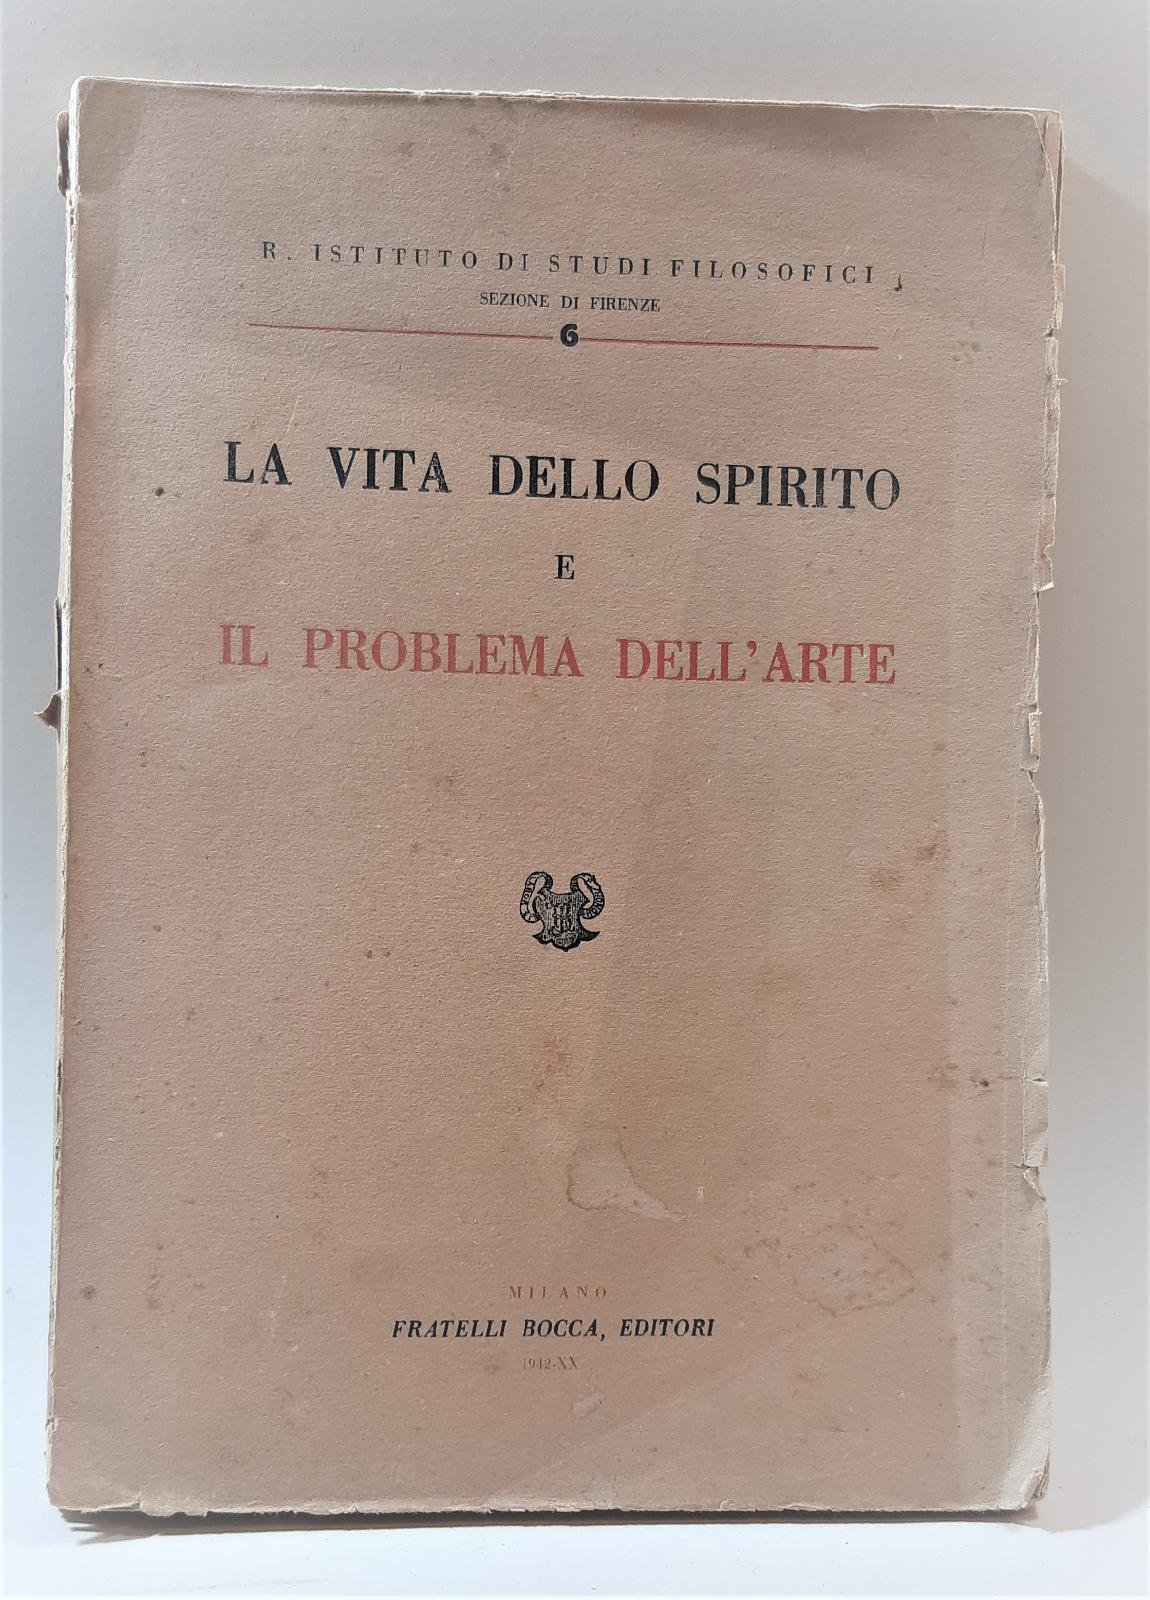 R. ISTITUTO DI STUDI FILOSOFICI
SEZIONE DI FIRENZE
6
LA VITA DELLO SPIRITO
E
IL PROBLEMA DELL'ARTE
MILANO
FRATELLI BOCCA, EDITORI
1942-XX